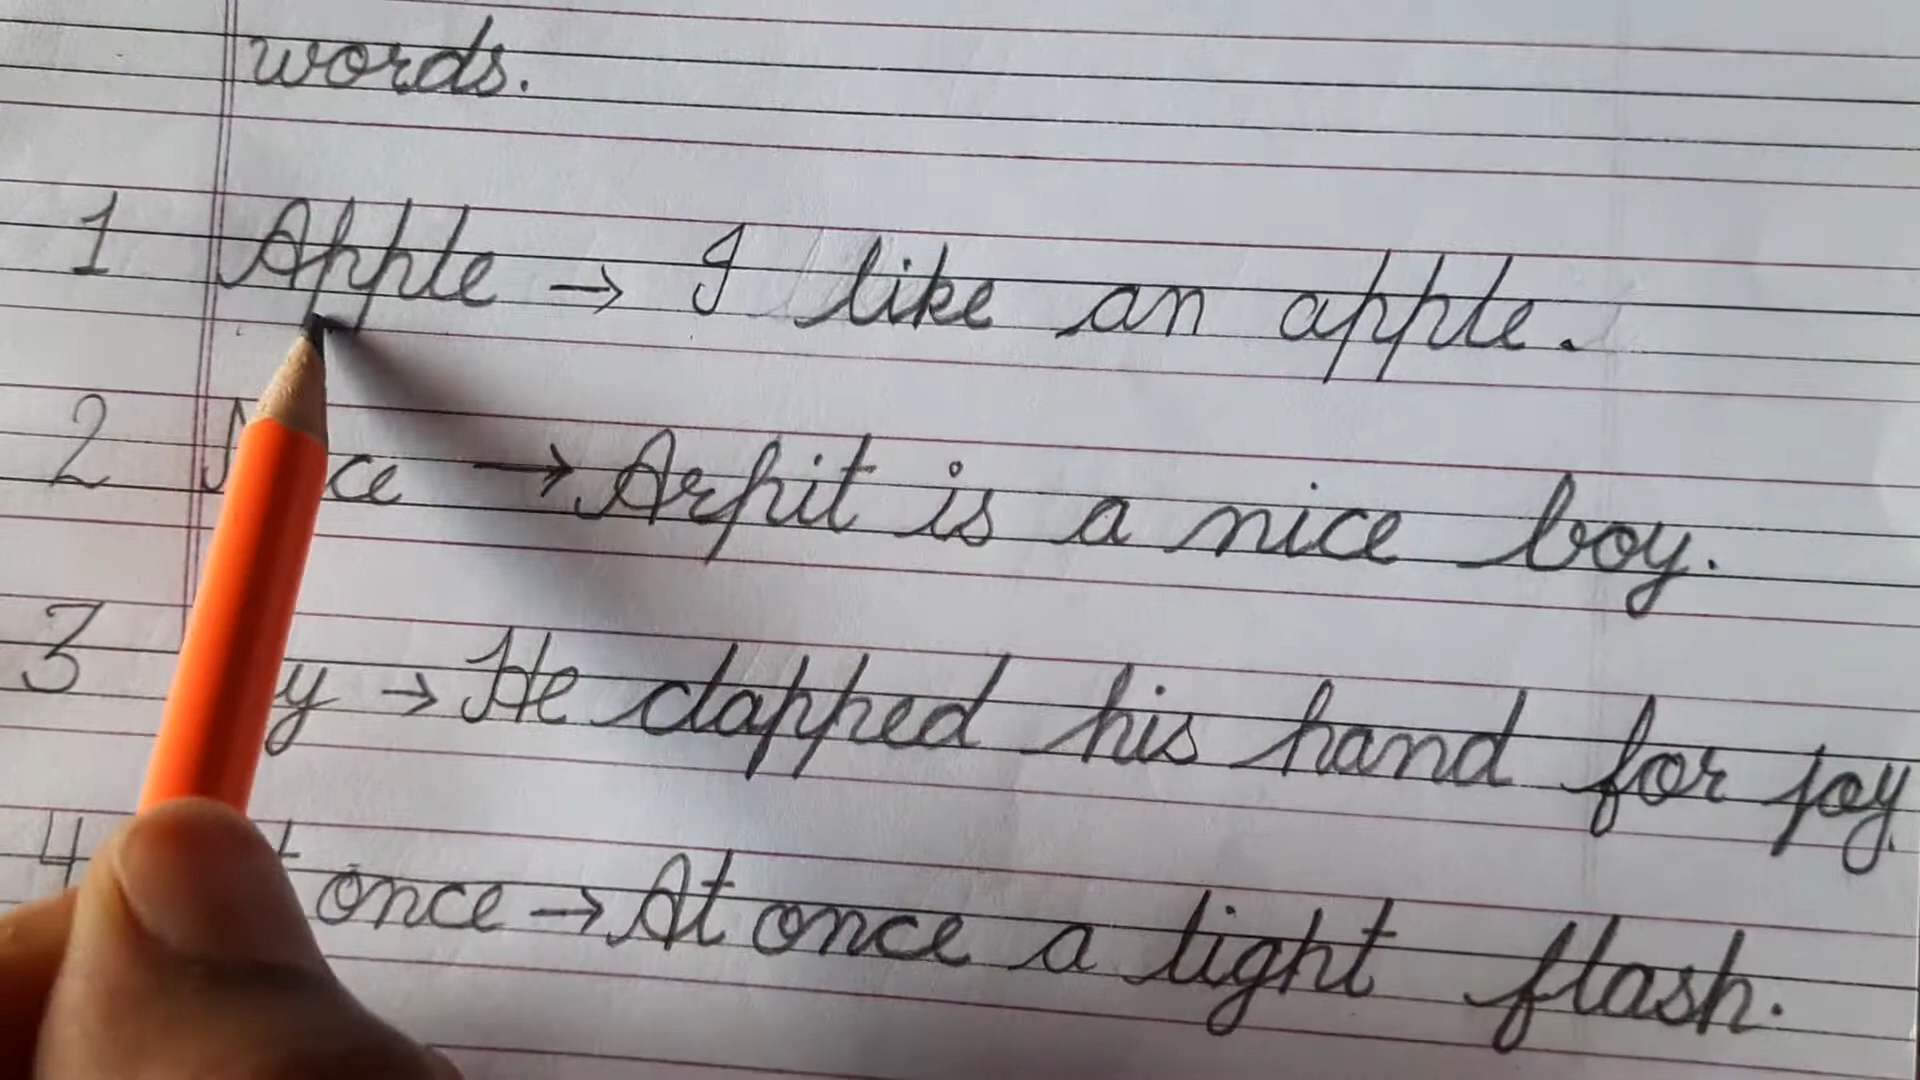 words.
1 Apple → I like an apple.
2 → Arpit is a nice boy.
3 → He clapped his hand for joy.
4 once → At once a light flash.